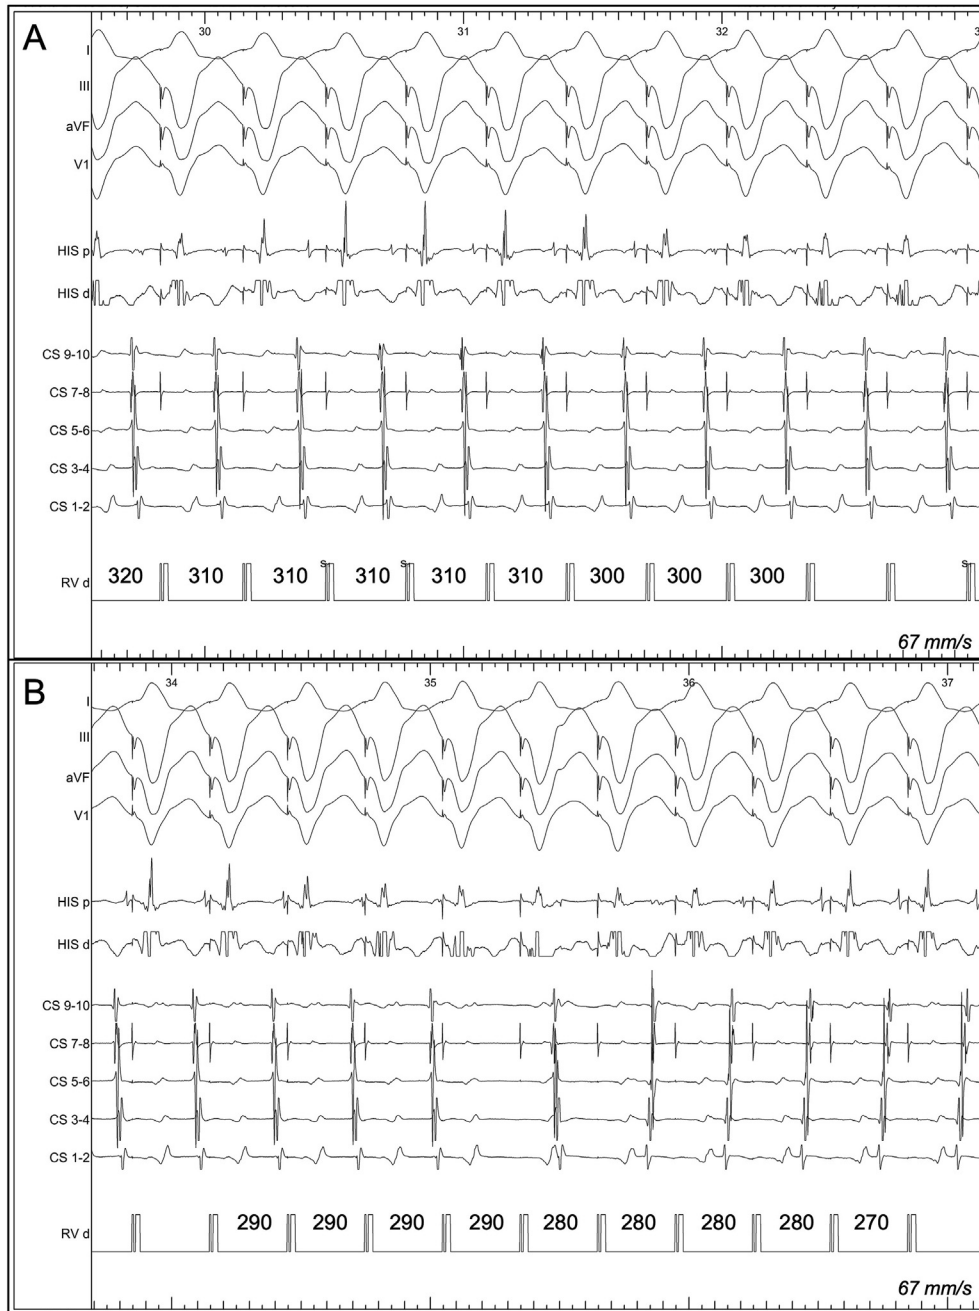 A
30 31 32 3
I
III
aVF
V1
HIS p
HIS d
CS 9-10
CS 7-8
CS 5-6
CS 3-4
CS 1-2
S S S
RV d 320 310 310 310 310 310 300 300 300
67 mm/s
B
34 35 36 37
I
III
aVF
V1
HIS p
HIS d
CS 9-10
CS 7-8
CS 5-6
CS 3-4
CS 1-2
RV d 290 290 290 290 280 280 280 280 270
67 mm/s